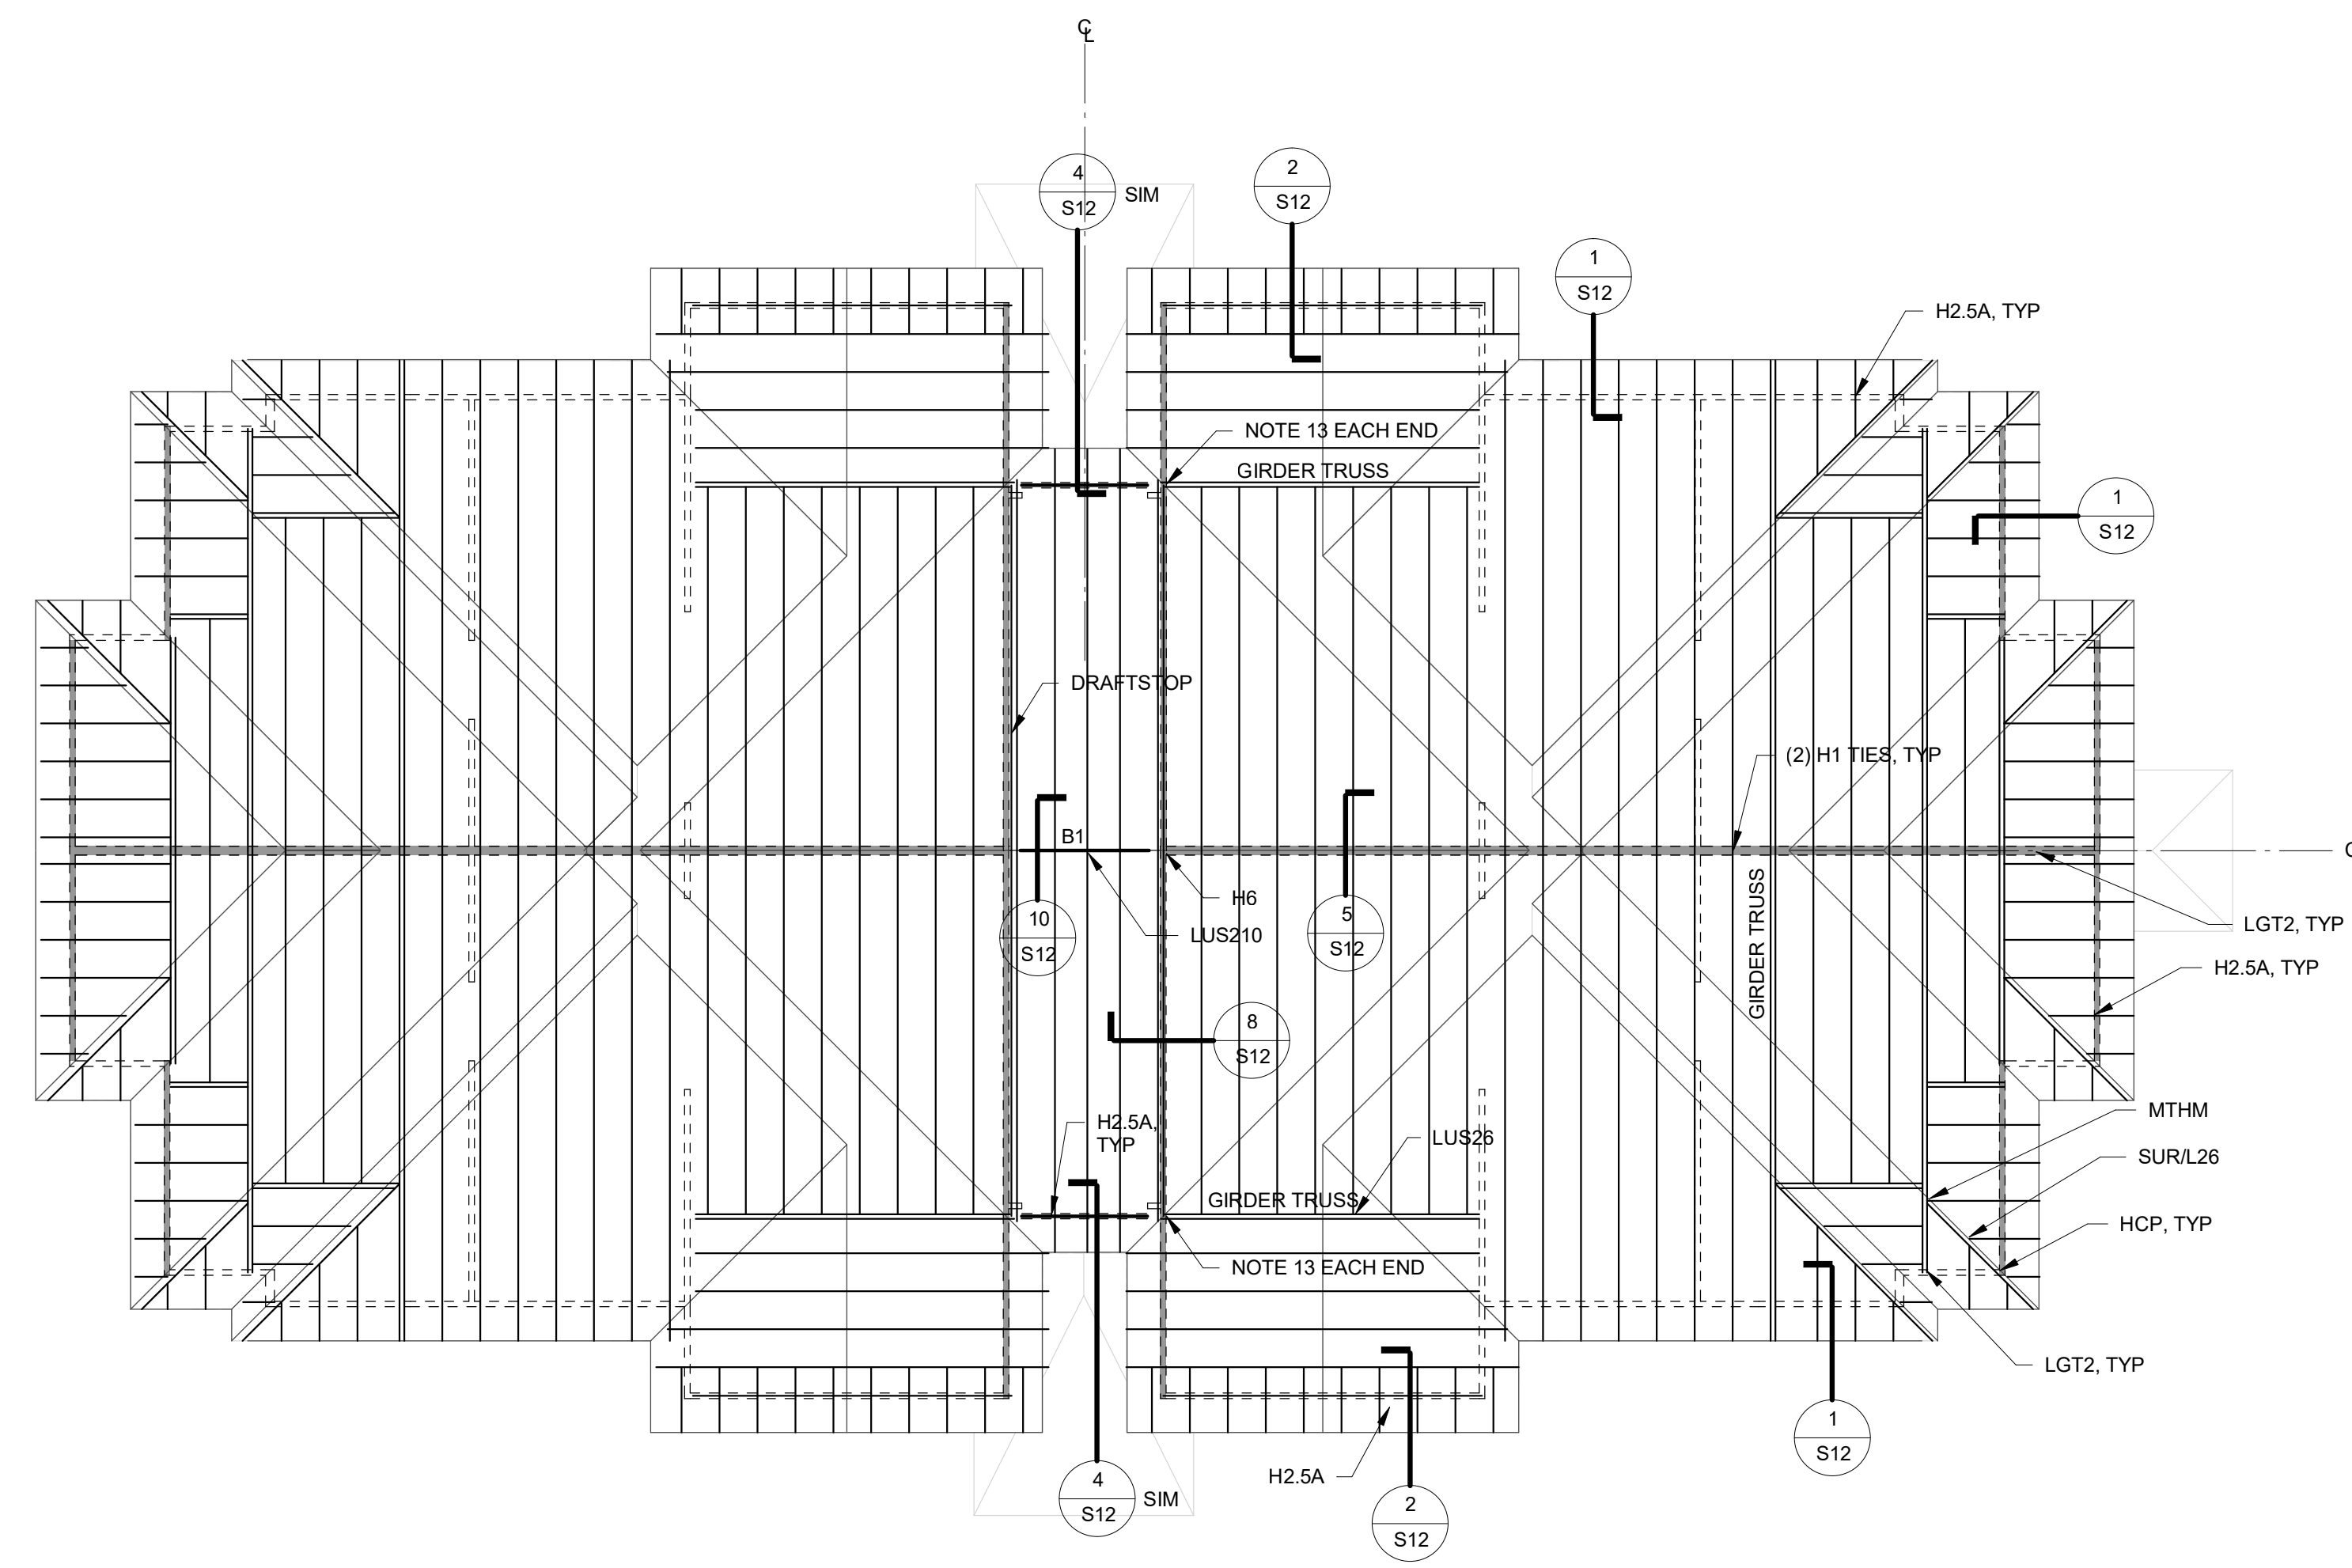 ℄
4
S12
SIM
2
S12
1
S12
H2.5A, TYP
NOTE 13 EACH END
GIRDER TRUSS
1
S12
DRAFTSTOP
(2) H1 TIES, TYP
B1
GIRDER TRUSS
H6
LUS210
10
S12
5
S12
LGT2, TYP
H2.5A, TYP
8
S12
H2.5A,
TYP
LUS26
MTHM
SUR/L26
GIRDER TRUSS
HCP, TYP
NOTE 13 EACH END
LGT2, TYP
1
S12
H2.5A
4
S12
SIM
2
S12